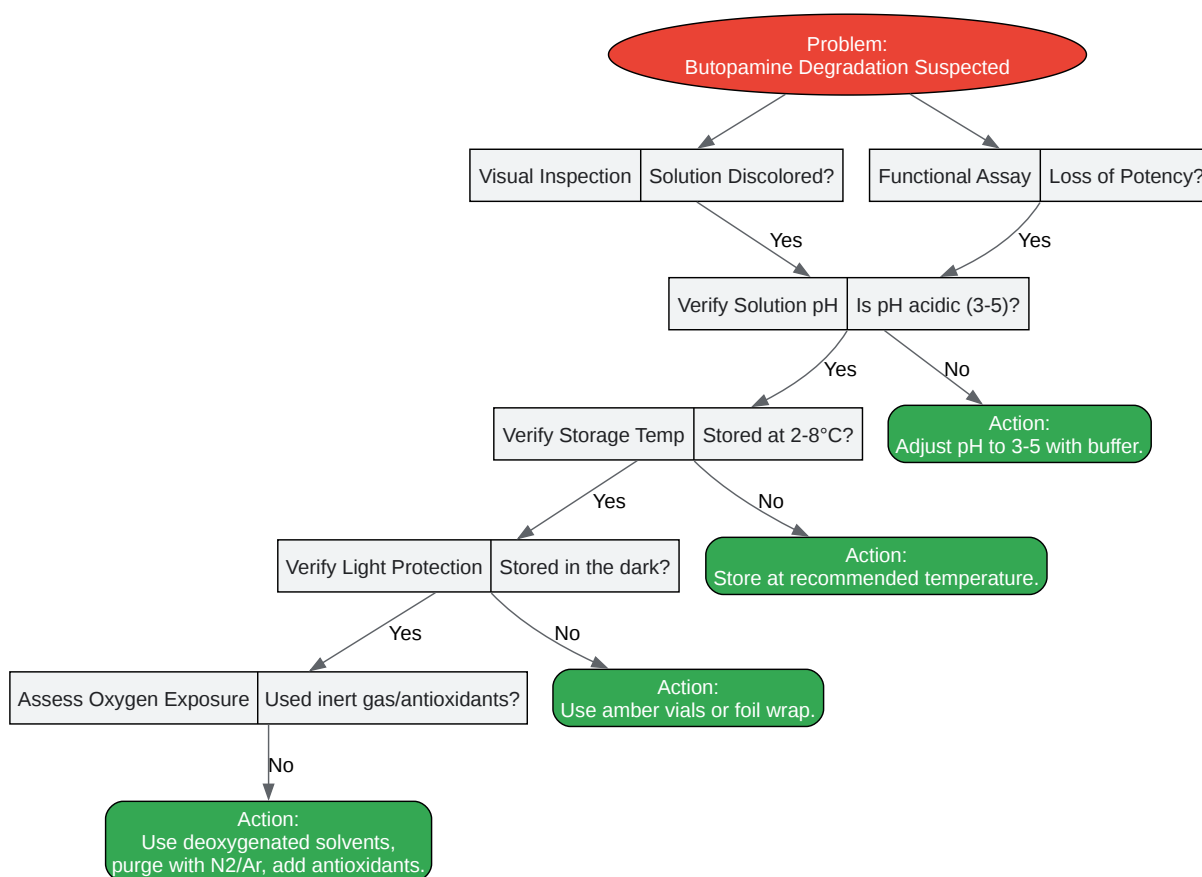 Problem:
Butopamine Degradation Suspected
Visual Inspection
Solution Discolored?
Functional Assay
Loss of Potency?
Yes
Yes
Verify Solution pH
Is pH acidic (3-5)?
Yes
No
Verify Storage Temp
Stored at 2-8°C?
Action:
Adjust pH to 3-5 with buffer.
Yes
No
Verify Light Protection
Stored in the dark?
Action:
Store at recommended temperature.
Yes
No
Assess Oxygen Exposure
Used inert gas/antioxidants?
Action:
Use amber vials or foil wrap.
No
Action:
Use deoxygenated solvents,
purge with N2/Ar, add antioxidants.